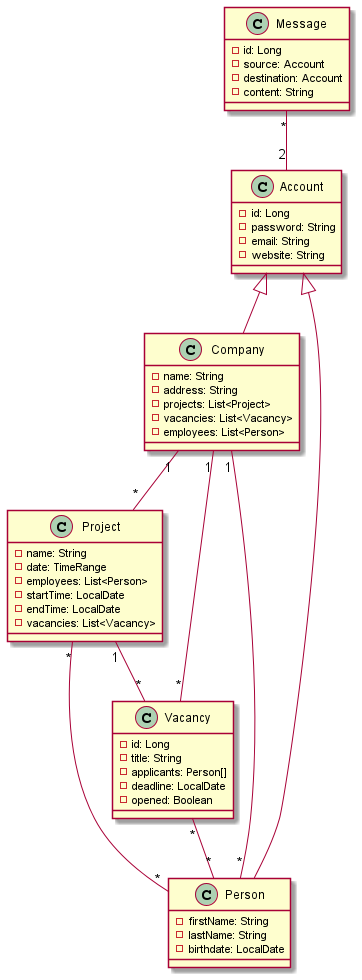 C Message
id: Long
source: Account
destination: Account
content: String
*
2
C Account
id: Long
password: String
email: String
website: String
C Company
name: String
address: String
projects: List<Project>
vacancies: List<Vacancy>
employees: List<Person>
1 1 1
*
C Project
name: String
date: TimeRange
employees: List<Person>
startTime: LocalDate
endTime: LocalDate
vacancies: List<Vacancy>
* 1
* *
C Vacancy
id: Long
title: String
applicants: Person[]
deadline: LocalDate
opened: Boolean
*
* * *
C Person
firstName: String
lastName: String
birthdate: LocalDate